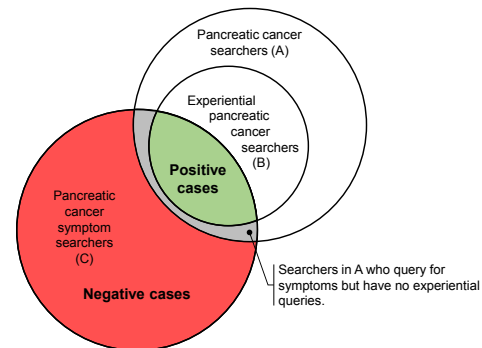 Pancreatic cancer
searchers (A)
Experiential
pancreatic
cancer
searchers
(B)
Positive
cases
Pancreatic
cancer
symptom
searchers
(C)
Negative cases
Searchers in A who query for
symptoms but have no experiential
queries.